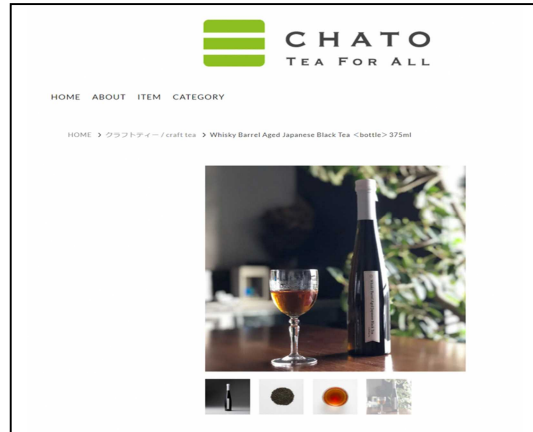 CHATO
TEA FOR ALL
HOME ABOUT ITEM CATEGORY
HOME > クラフトティー / craft tea > Whisky Barrel Aged Japanese Black Tea <bottle> 375ml